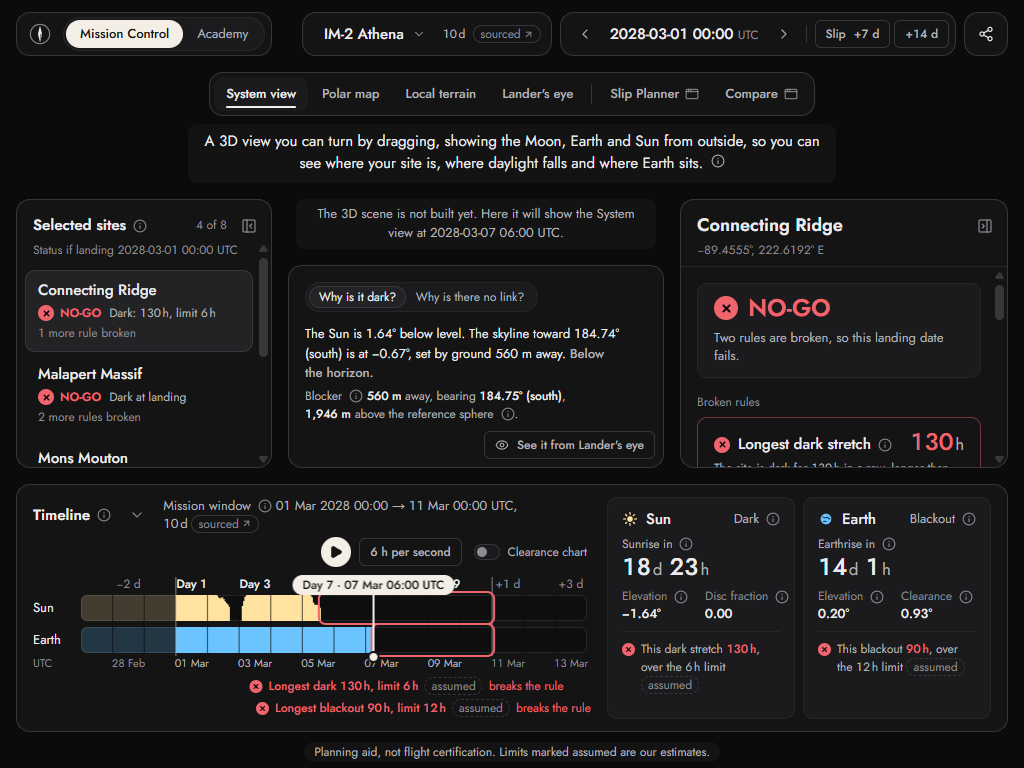 Mission Control Academy
IM-2 Athena 10 d sourced ↗
2028-03-01 00:00 UTC
Slip +7 d +14 d
System view Polar map Local terrain Lander's eye Slip Planner Compare
A 3D view you can turn by dragging, showing the Moon, Earth and Sun from outside, so you can
see where your site is, where daylight falls and where Earth sits.
Selected sites 4 of 8
Status if landing 2028-03-01 00:00 UTC
Connecting Ridge
NO-GO Dark: 130 h, limit 6 h
1 more rule broken
Malapert Massif
NO-GO Dark at landing
2 more rules broken
Mons Mouton
The 3D scene is not built yet. Here it will show the System
view at 2028-03-07 06:00 UTC.
Why is it dark? Why is there no link?
The Sun is 1.64° below level. The skyline toward 184.74°
(south) is at −0.67°, set by ground 560 m away. Below
the horizon.
Blocker 560 m away, bearing 184.75° (south),
1,946 m above the reference sphere .
See it from Lander's eye
Connecting Ridge
−89.4555°, 222.6192° E
NO-GO
Two rules are broken, so this landing date
fails.
Broken rules
Longest dark stretch 130 h
Timeline
Mission window 01 Mar 2028 00:00 → 11 Mar 00:00 UTC,
10 d sourced ↗
6 h per second Clearance chart
Day 7 · 07 Mar 06:00 UTC
−2 d Day 1 Day 3 9 +1 d +3 d
Sun
Earth
UTC 28 Feb 01 Mar 03 Mar 05 Mar 07 Mar 09 Mar 11 Mar 13 Mar
Longest dark 130 h, limit 6 h assumed breaks the rule
Longest blackout 90 h, limit 12 h assumed breaks the rule
Sun Dark
Sunrise in
18d 23h
Elevation Disc fraction
−1.64° 0.00
This dark stretch 130 h,
over the 6 h limit
assumed
Earth Blackout
Earthrise in
14d 1h
Elevation Clearance
0.20° 0.93°
This blackout 90 h, over
the 12 h limit assumed
Planning aid, not flight certification. Limits marked assumed are our estimates.